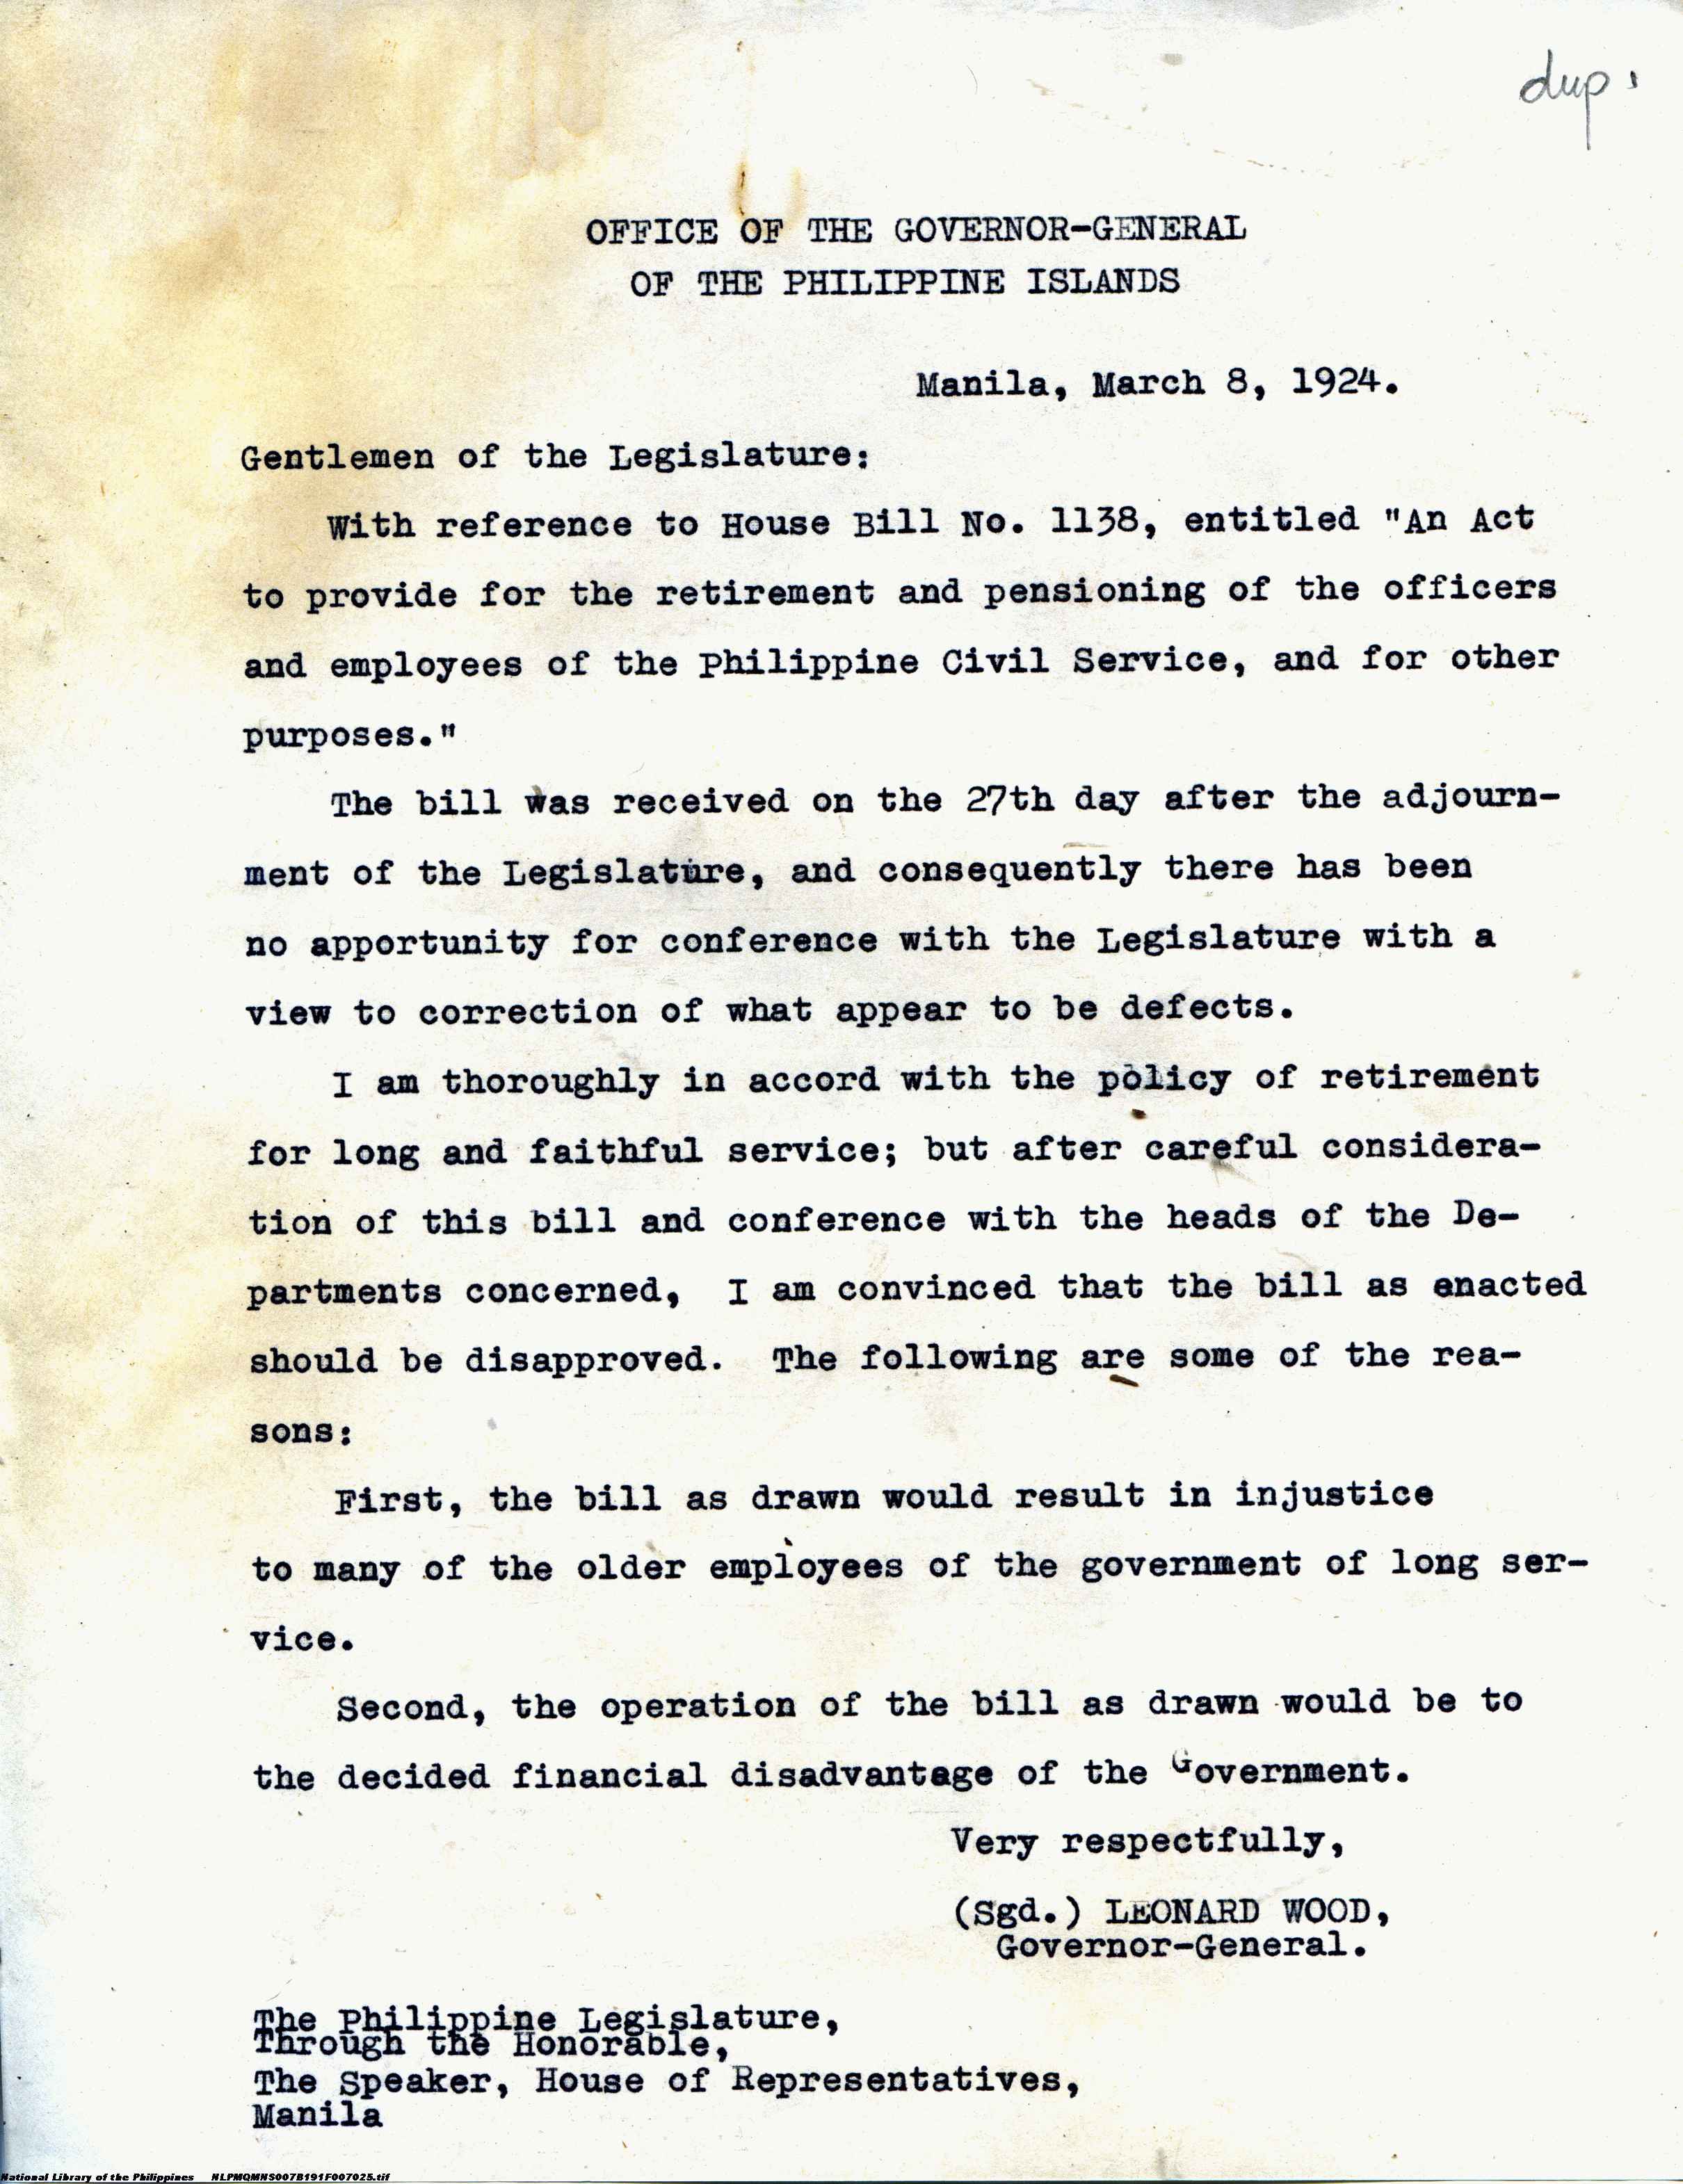 dup.
OFFICE OF THE GOVERNOR-GENERAL
OF THE PHILIPPINE ISLANDS
Manila, March 8, 1924.
Gentlemen of the Legislature:
With reference to House Bill No. 1138, entitled "An Act
to provide for the retirement and pensioning of the officers
and employees of the Philippine Civil Service, and for other
purposes."
The bill was received on the 27th day after the adjourn-
ment of the Legislature, and consequently there has been
no apportunity for conference with the Legislature with a
view to correction of what appear to be defects.
I am thoroughly in accord with the policy of retirement
for long and faithful service; but after careful considera-
tion of this bill and conference with the heads of the De-
partments concerned, I am convinced that the bill as enacted
should be disapproved. The following are some of the rea-
sons:
First, the bill as drawn would result in injustice
to many of the older employees of the government of long ser-
vice.
Second, the operation of the bill as drawn would be to
the decided financial disadvantage of the Government.
Very respectfully,
(Sgd.) LEONARD WOOD,
Governor-General.
The Philippine Legislature,
Through the Honorable,
The Speaker, House of Representatives,
Manila
National Library of the Philippines NLPMQMNS007B191F007025.tif